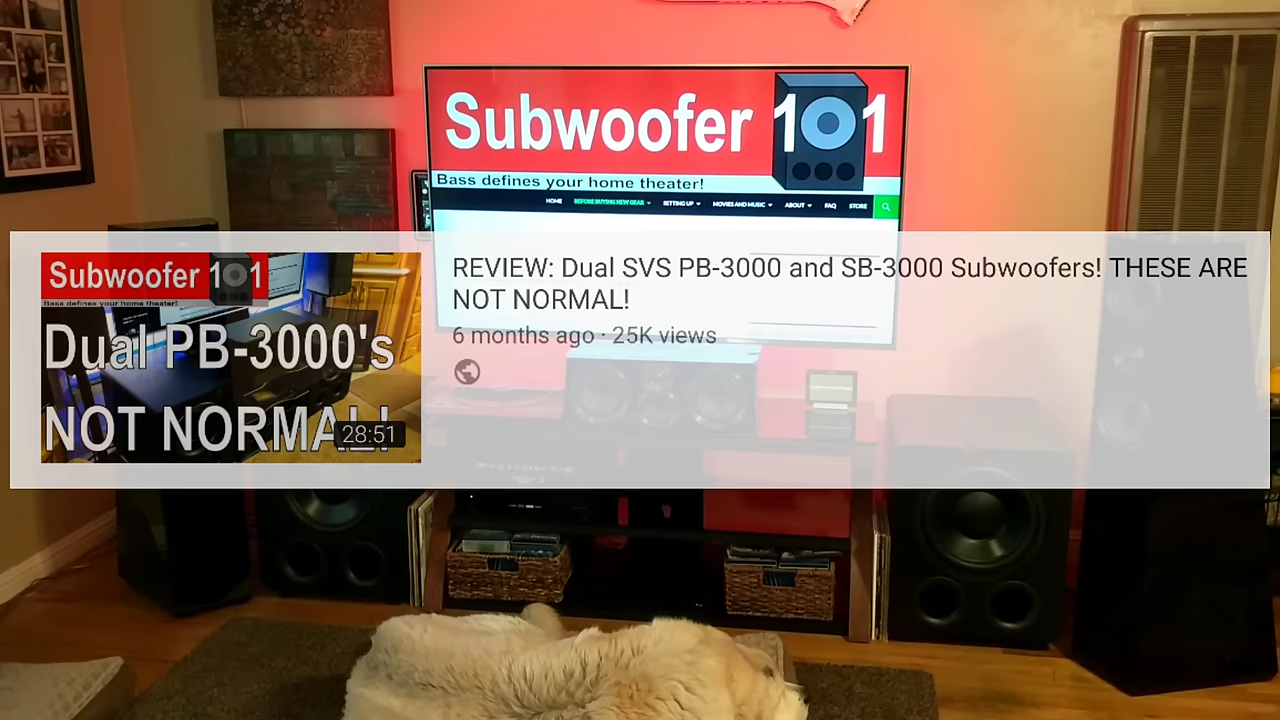 Subwoofer 101
Bass defines your home theater!
HOME BEFORE BUYING NEW GEAR SETTING UP MOVIES AND MUSIC ABOUT FAQ STORE
Subwoofer 101
Bass defines your home theater!
Dual PB-3000's
NOT NORMAL!
28:51
REVIEW: Dual SVS PB-3000 and SB-3000 Subwoofers! THESE ARE
NOT NORMAL!
6 months ago · 25K views